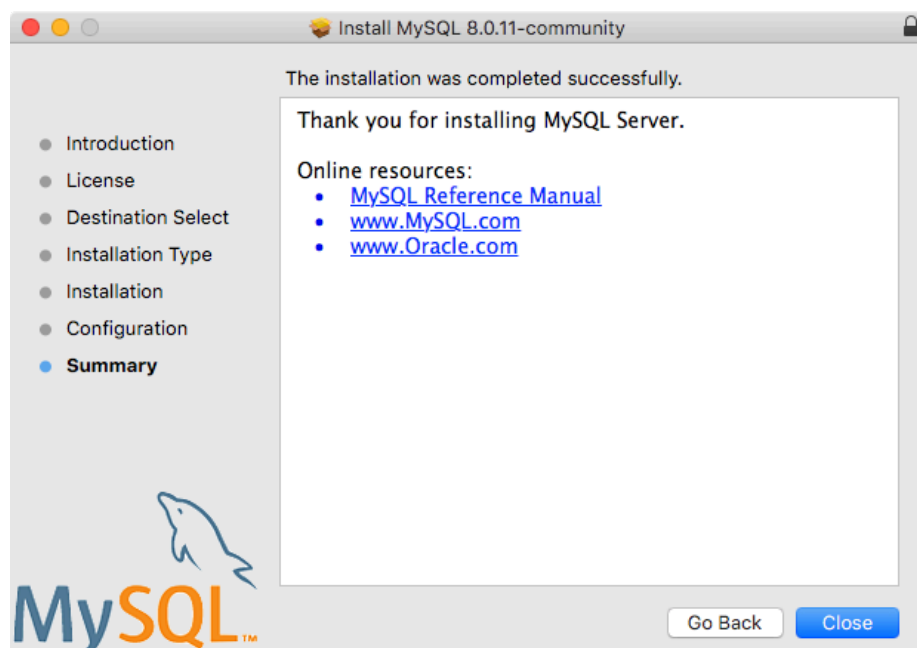 Install MySQL 8.0.11-community
The installation was completed successfully.
Introduction
License
Destination Select
Installation Type
Installation
Configuration
Summary
Thank you for installing MySQL Server.
Online resources:
• MySQL Reference Manual
• www.MySQL.com
• www.Oracle.com
MySQL™
Go Back
Close